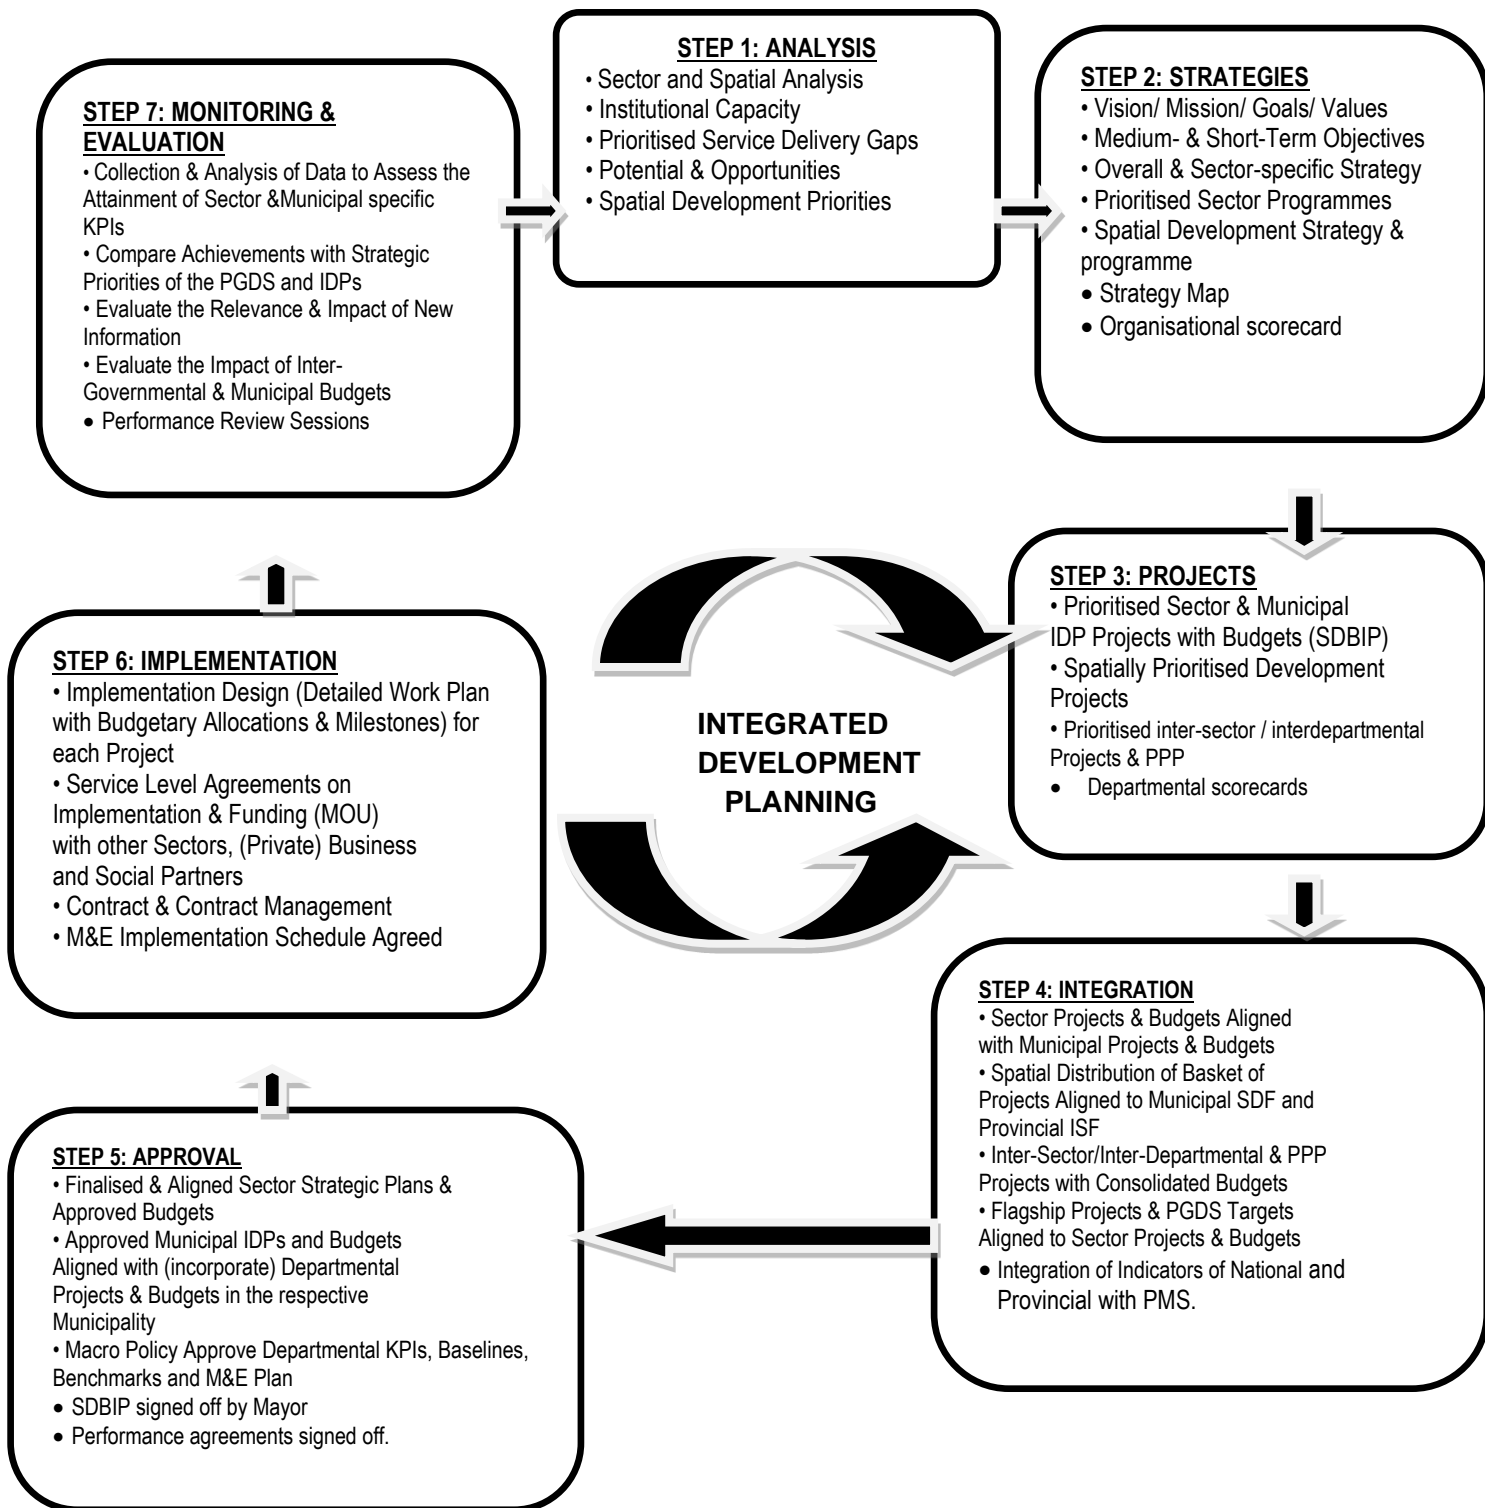 STEP 1: ANALYSIS
• Sector and Spatial Analysis
• Institutional Capacity
• Prioritised Service Delivery Gaps
• Potential & Opportunities
• Spatial Development Priorities
STEP 2: STRATEGIES
• Vision/ Mission/ Goals/ Values
• Medium- & Short-Term Objectives
• Overall & Sector-specific Strategy
• Prioritised Sector Programmes
• Spatial Development Strategy &
programme
• Strategy Map
• Organisational scorecard
STEP 3: PROJECTS
• Prioritised Sector & Municipal
IDP Projects with Budgets (SDBIP)
• Spatially Prioritised Development
Projects
• Prioritised inter-sector / interdepartmental
Projects & PPP
• Departmental scorecards
STEP 4: INTEGRATION
• Sector Projects & Budgets Aligned
with Municipal Projects & Budgets
• Spatial Distribution of Basket of
Projects Aligned to Municipal SDF and
Provincial ISF
• Inter-Sector/Inter-Departmental & PPP
Projects with Consolidated Budgets
• Flagship Projects & PGDS Targets
Aligned to Sector Projects & Budgets
• Integration of Indicators of National and
Provincial with PMS.
STEP 5: APPROVAL
• Finalised & Aligned Sector Strategic Plans &
Approved Budgets
• Approved Municipal IDPs and Budgets
Aligned with (incorporate) Departmental
Projects & Budgets in the respective
Municipality
• Macro Policy Approve Departmental KPIs, Baselines,
Benchmarks and M&E Plan
• SDBIP signed off by Mayor
• Performance agreements signed off.
STEP 6: IMPLEMENTATION
• Implementation Design (Detailed Work Plan
with Budgetary Allocations & Milestones) for
each Project
• Service Level Agreements on
Implementation & Funding (MOU)
with other Sectors, (Private) Business
and Social Partners
• Contract & Contract Management
• M&E Implementation Schedule Agreed
STEP 7: MONITORING &
EVALUATION
• Collection & Analysis of Data to Assess the
Attainment of Sector &Municipal specific
KPIs
• Compare Achievements with Strategic
Priorities of the PGDS and IDPs
• Evaluate the Relevance & Impact of New
Information
• Evaluate the Impact of Inter-
Governmental & Municipal Budgets
• Performance Review Sessions
INTEGRATED
DEVELOPMENT
PLANNING